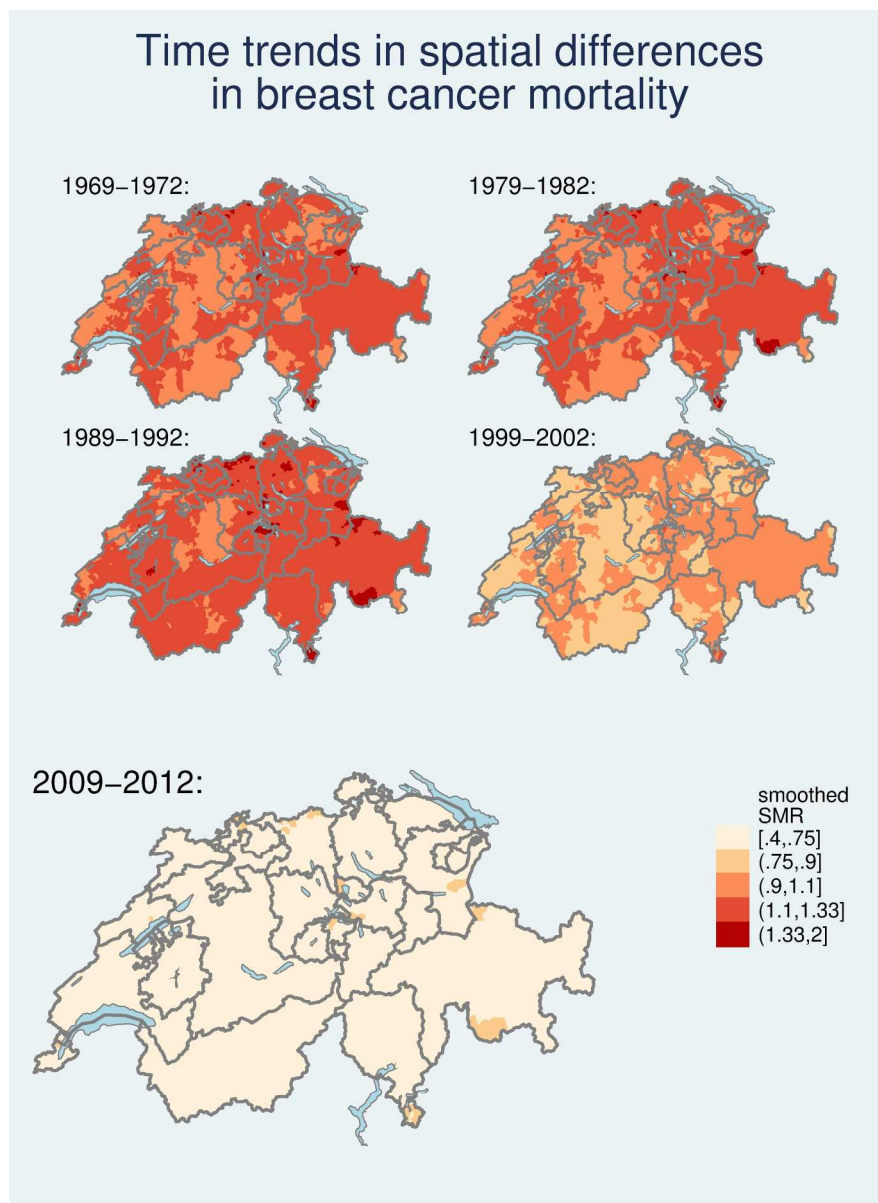 Time trends in spatial differences
in breast cancer mortality
1969−1972:
1979−1982:
1989−1992:
1999−2002:
2009−2012:
smoothed
SMR
[.4,.75]
(.75,.9]
(.9,1.1]
(1.1,1.33]
(1.33,2]